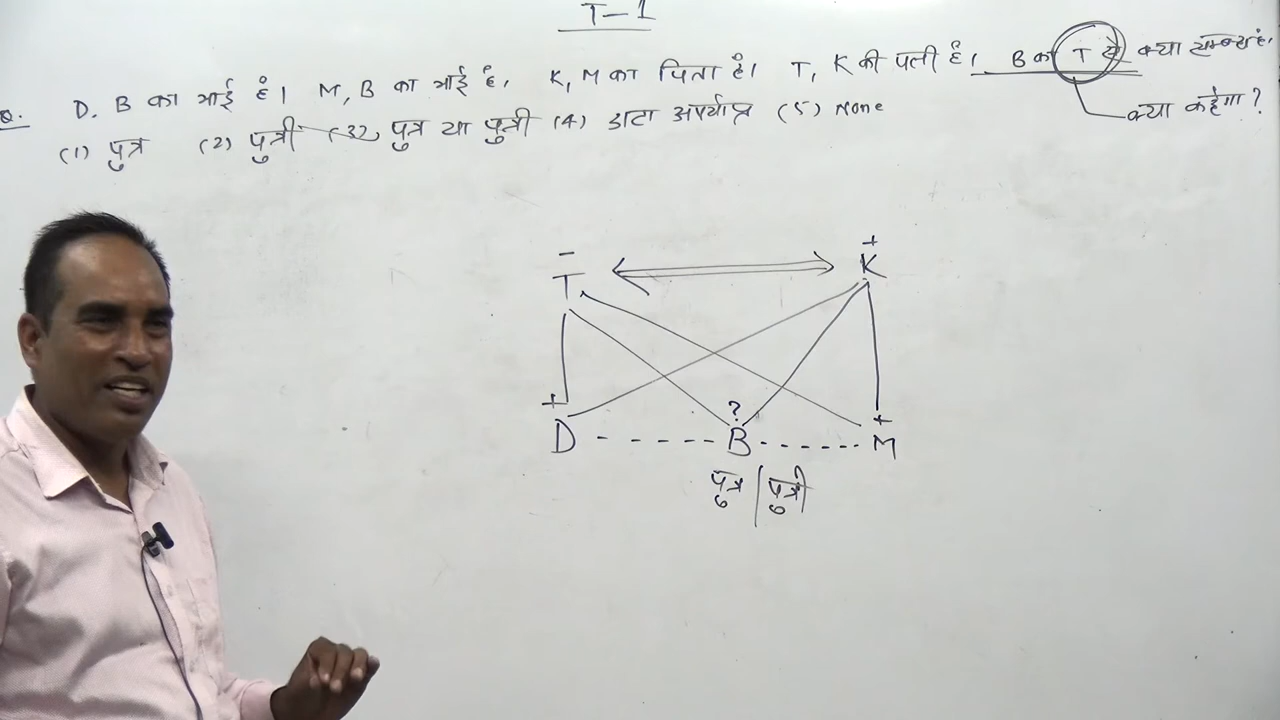 T-1
Q. D, B का भाई है। M, B का भाई है, K, M का पिता है। T, K की पत्नी है। B का T से क्या सम्बन्ध है,
क्या कहेगा ?
(1) पुत्र (2) पुत्री (3) पुत्र या पुत्री (4) डाटा अपर्याप्त (5) None
- +
T K
+ ? +
D B M
पुत्र | पुत्री